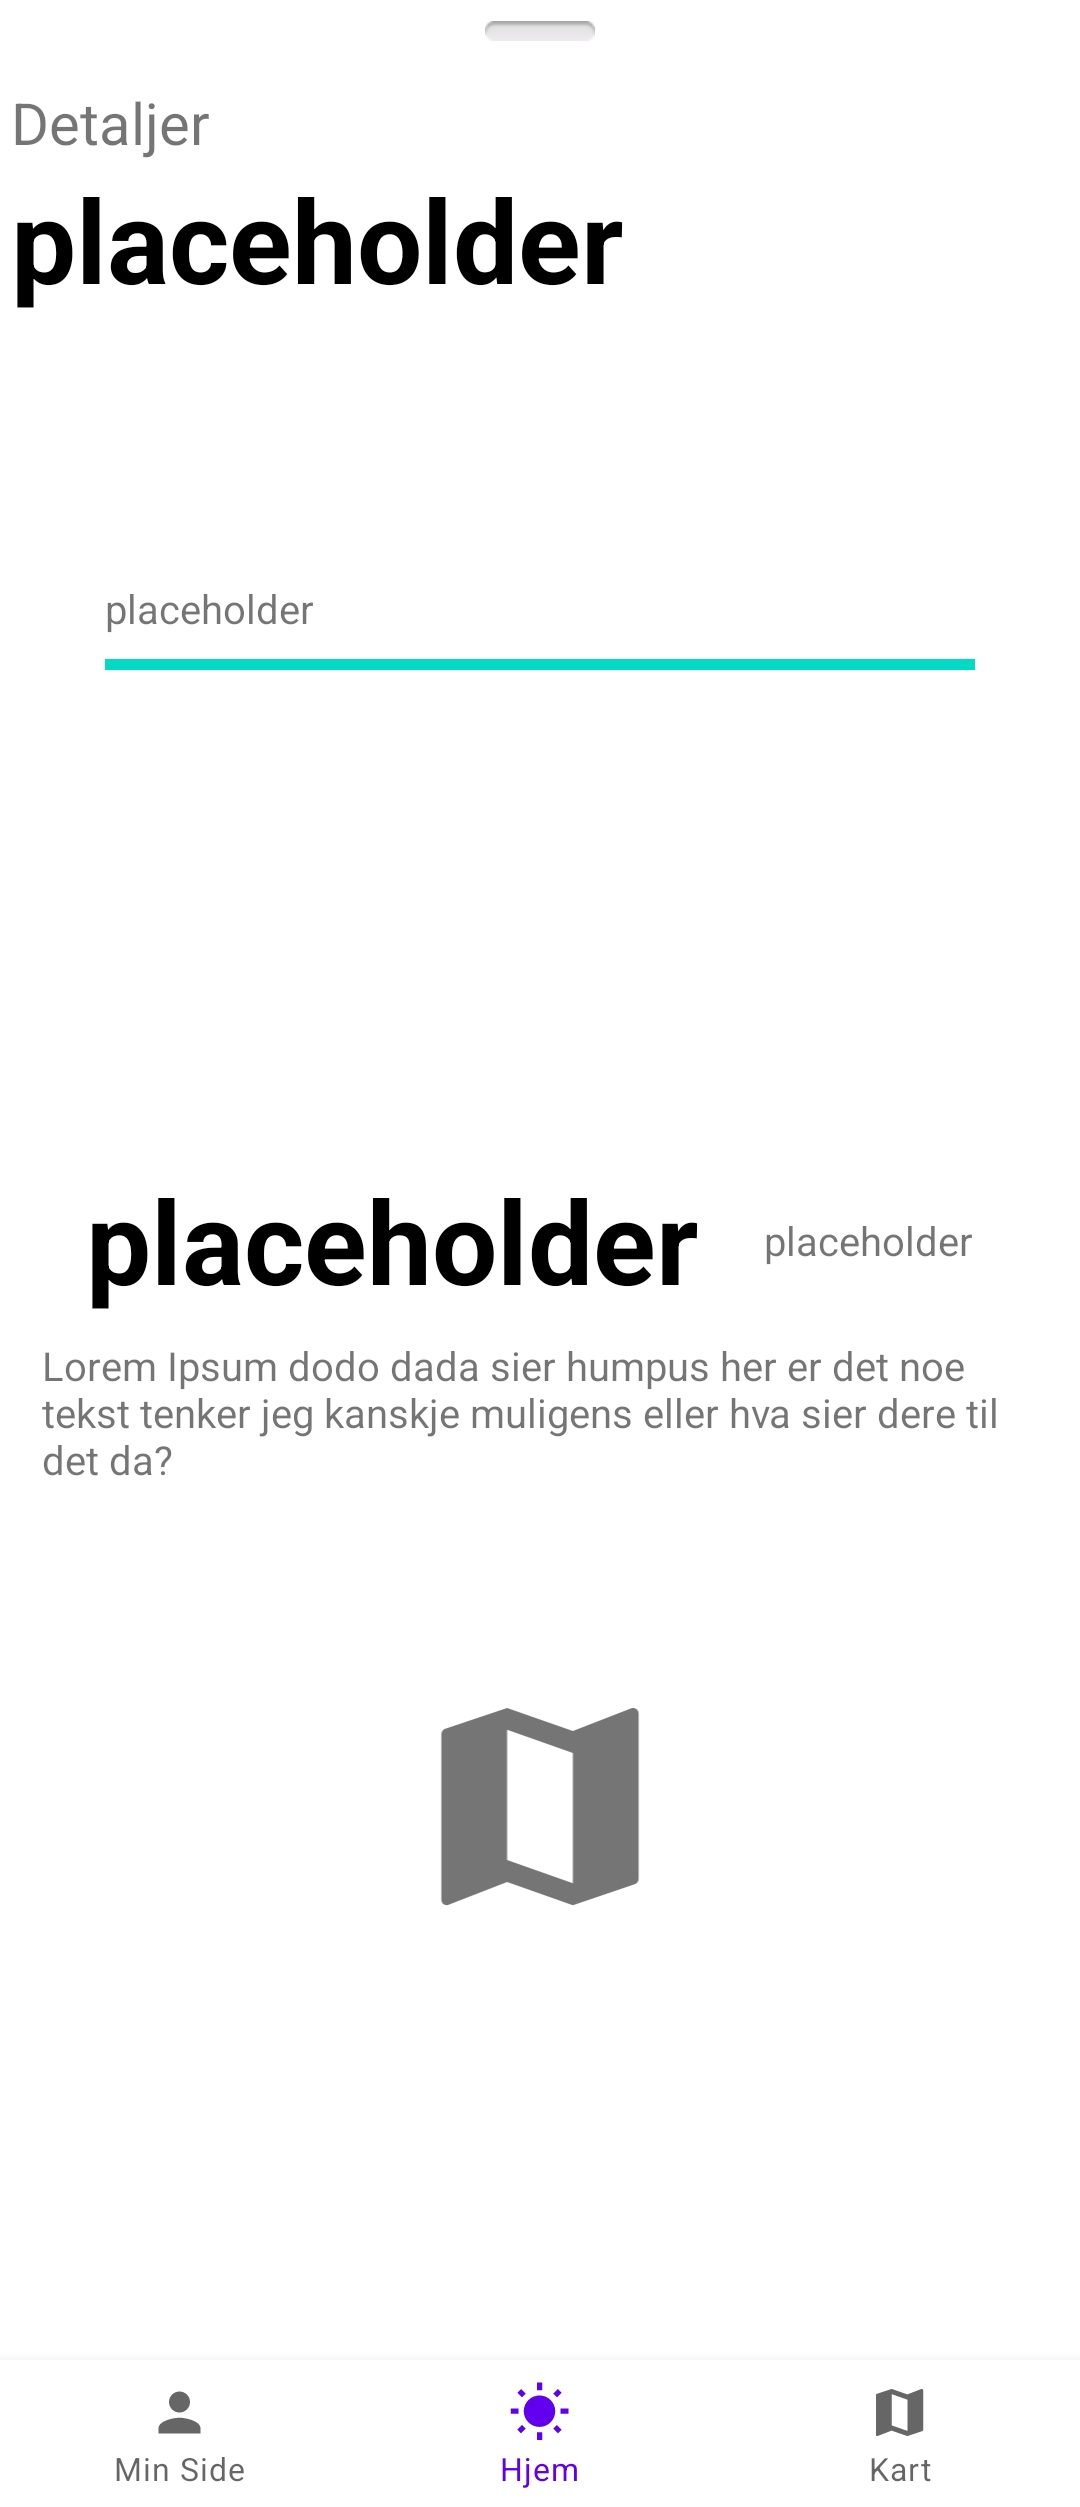 Detaljer
placeholder
placeholder
placeholder
placeholder
Lorem Ipsum dodo dada sier humpus her er det noe
tekst tenker jeg kanskje muligens eller hva sier dere til
det da?
Min Side
Hjem
Kart